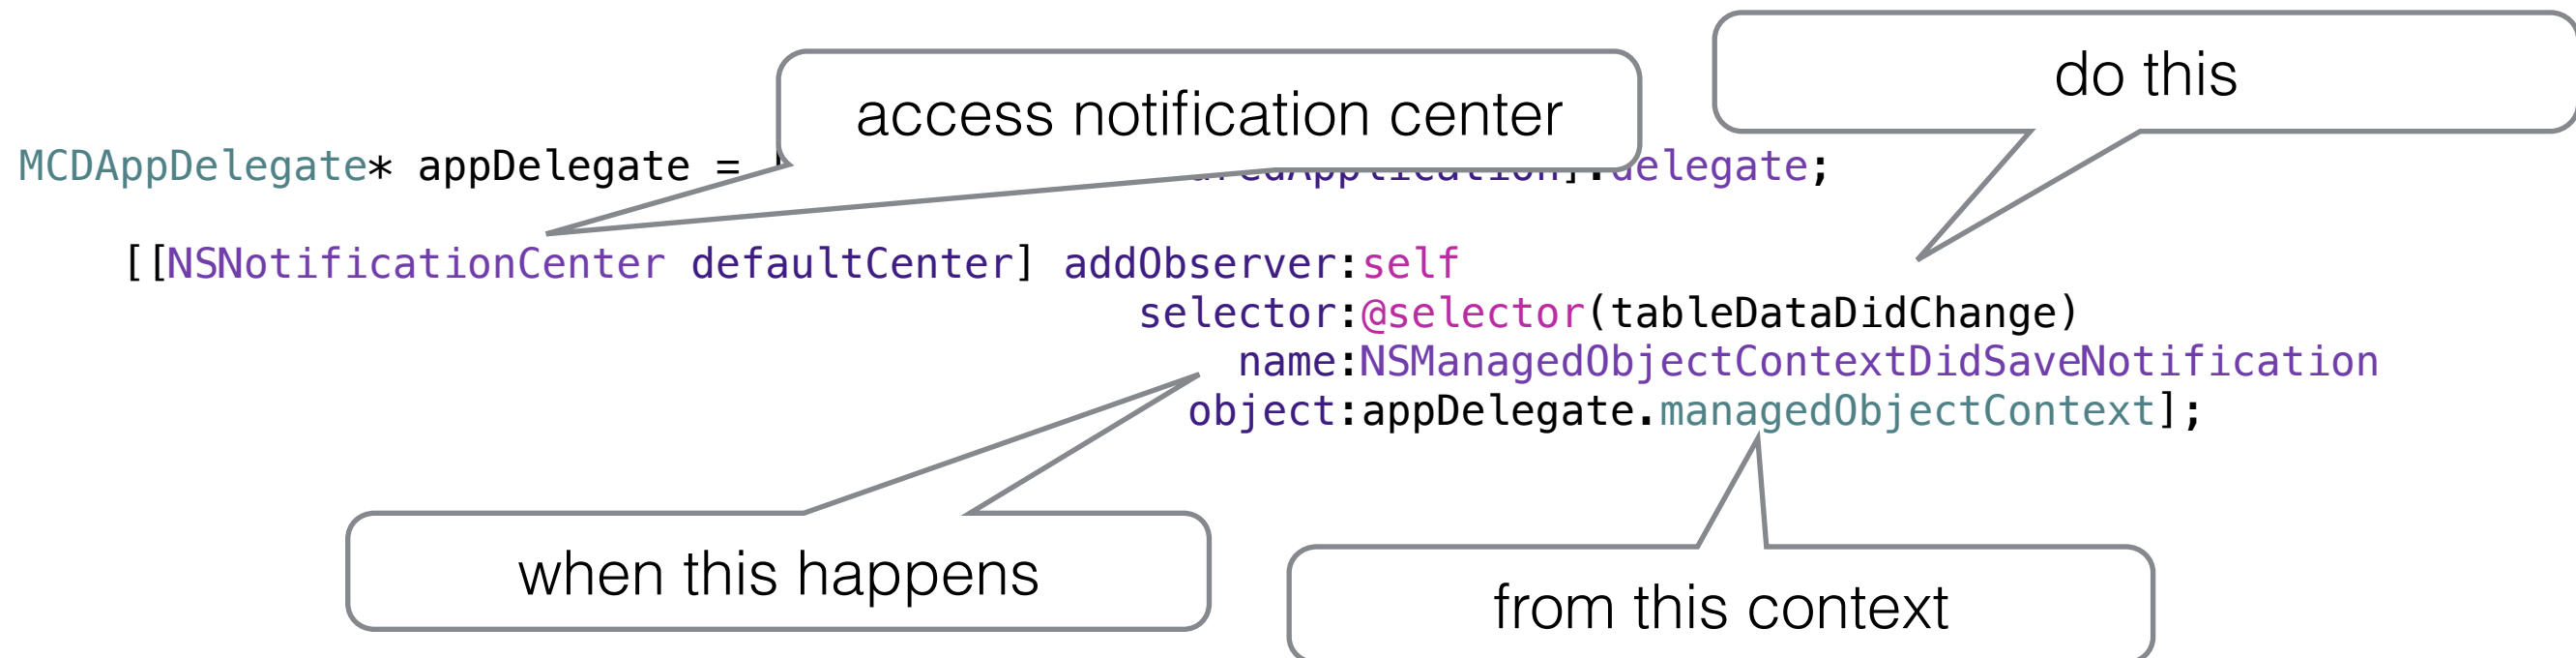 access notification center
do this
MCDAppDelegate* appDelegate = delegate;
[[NSNotificationCenter defaultCenter] addObserver:self
selector:@selector(tableDataDidChange)
name:NSManagedObjectContextDidSaveNotification
object:appDelegate.managedObjectContext];
when this happens
from this context